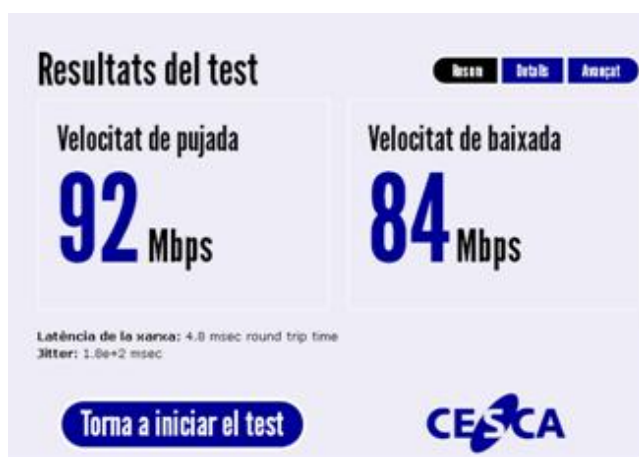 Resultats del test
Resum Detalls Avançat
Velocitat de pujada
Velocitat de baixada
92 Mbps
84 Mbps
Latència de la xarxa: 4.8 msec round trip time
Jitter: 1.8e+2 msec
Torna a iniciar el test
CESCA